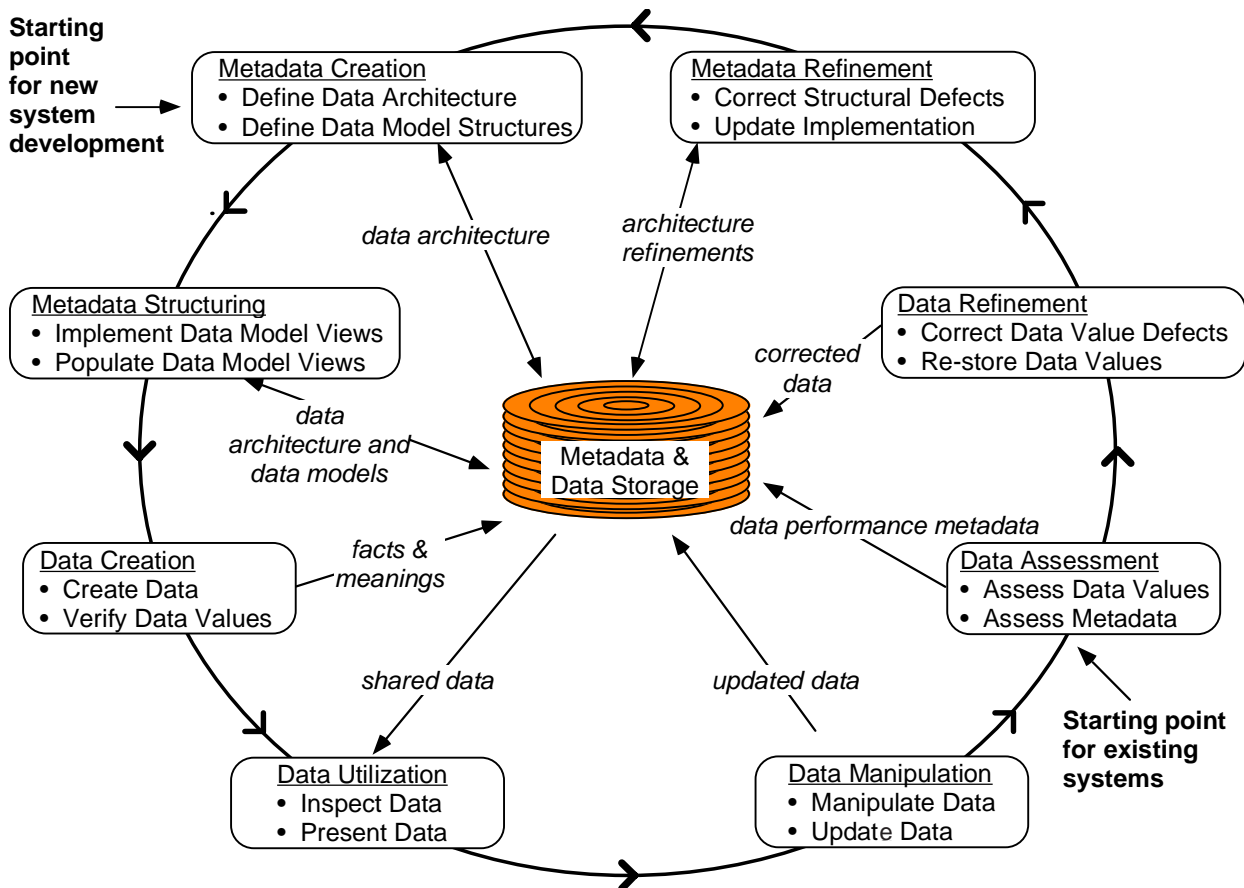 Starting
point
for new
system
development
Metadata Creation
• Define Data Architecture
• Define Data Model Structures
Metadata Refinement
• Correct Structural Defects
• Update Implementation
data architecture
architecture
refinements
Metadata Structuring
• Implement Data Model Views
• Populate Data Model Views
Data Refinement
• Correct Data Value Defects
• Re-store Data Values
corrected
data
data
architecture and
data models
Metadata &
Data Storage
data performance metadata
facts &
meanings
Data Creation
• Create Data
• Verify Data Values
Data Assessment
• Assess Data Values
• Assess Metadata
shared data
updated data
Starting point
for existing
systems
Data Utilization
• Inspect Data
• Present Data
Data Manipulation
• Manipulate Data
• Update Data